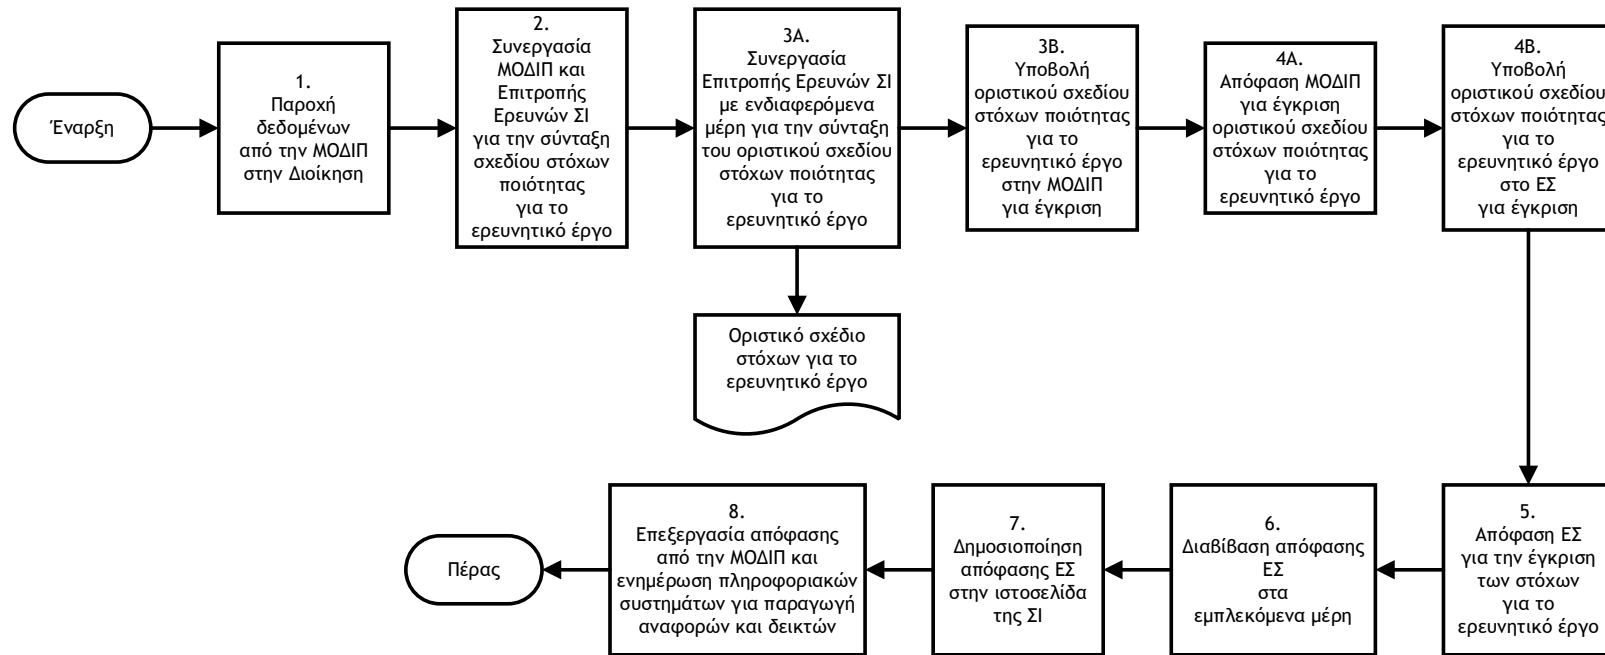 Έναρξη
1.
Παροχή
δεδομένων
από την ΜΟΔΙΠ
στην Διοίκηση
2.
Συνεργασία
ΜΟΔΙΠ και
Επιτροπής
Ερευνών ΣΙ
για την σύνταξη
σχεδίου στόχων
ποιότητας
για το
ερευνητικό έργο
3Α.
Συνεργασία
Επιτροπής Ερευνών ΣΙ
με ενδιαφερόμενα
μέρη για την σύνταξη
του οριστικού σχεδίου
στόχων ποιότητας
για το
ερευνητικό έργο
3Β.
Υποβολή
οριστικού σχεδίου
στόχων ποιότητας
για το
ερευνητικό έργο
στην ΜΟΔΙΠ
για έγκριση
4Α.
Απόφαση ΜΟΔΙΠ
για έγκριση
οριστικού σχεδίου
στόχων ποιότητας
για το
ερευνητικό έργο
4Β.
Υποβολή
οριστικού σχεδίου
στόχων ποιότητας
για το
ερευνητικό έργο
στο ΕΣ
για έγκριση
Οριστικό σχέδιο
στόχων για το
ερευνητικό έργο
5.
Απόφαση ΕΣ
για την έγκριση
των στόχων
για το
ερευνητικό έργο
6.
Διαβίβαση απόφασης
ΕΣ
στα
εμπλεκόμενα μέρη
7.
Δημοσιοποίηση
απόφασης ΕΣ
στην ιστοσελίδα
της ΣΙ
8.
Επεξεργασία απόφασης
από την ΜΟΔΙΠ και
ενημέρωση πληροφοριακών
συστημάτων για παραγωγή
αναφορών και δεικτών
Πέρας